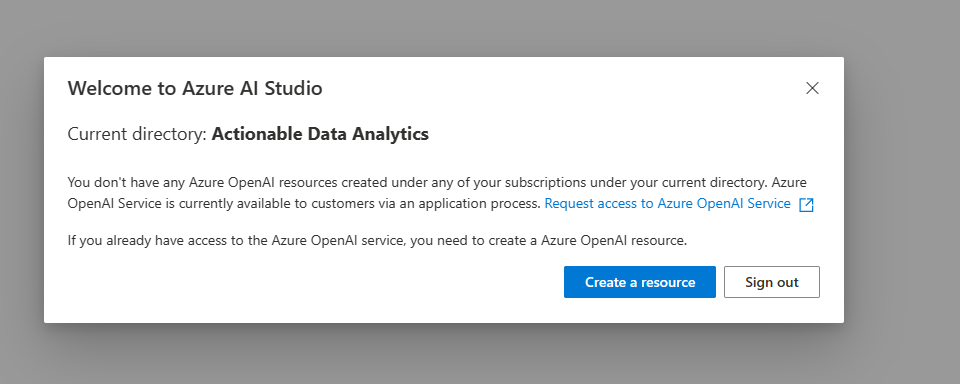 Welcome to Azure AI Studio
Current directory: Actionable Data Analytics
You don't have any Azure OpenAI resources created under any of your subscriptions under your current directory. Azure
OpenAI Service is currently available to customers via an application process. Request access to Azure OpenAI Service
If you already have access to the Azure OpenAI service, you need to create a Azure OpenAI resource.
Create a resource
Sign out